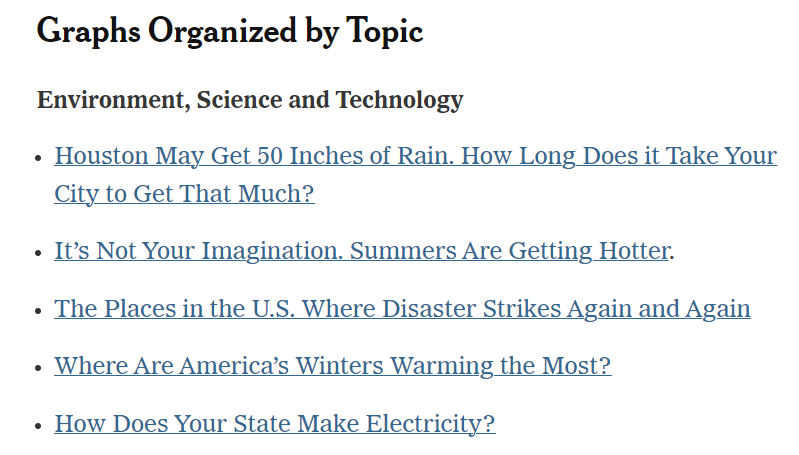 Graphs Organized by Topic
Environment, Science and Technology
• Houston May Get 50 Inches of Rain. How Long Does it Take Your
City to Get That Much?
• It’s Not Your Imagination. Summers Are Getting Hotter.
• The Places in the U.S. Where Disaster Strikes Again and Again
• Where Are America’s Winters Warming the Most?
• How Does Your State Make Electricity?